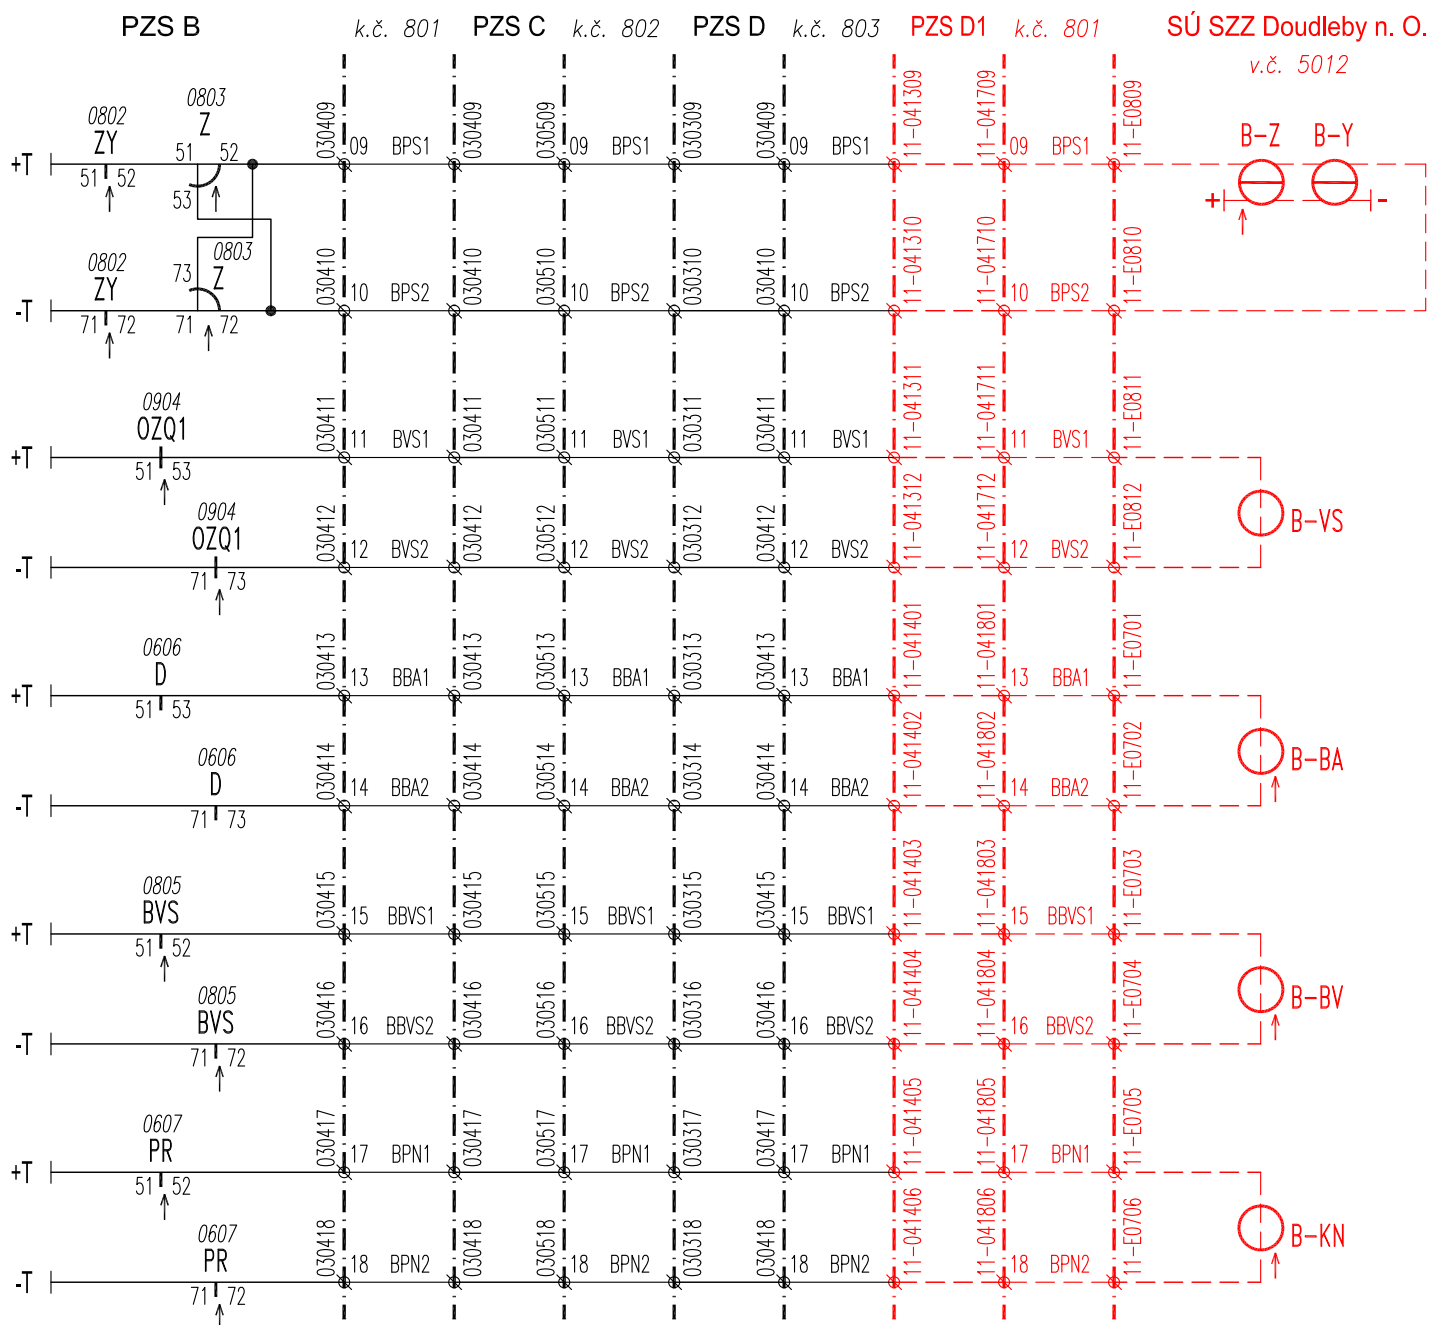 PZS B k.č. 801 PZS C k.č. 802 PZS D k.č. 803 PZS D1 k.č. 801 SÚ SZZ Doudleby n. O.
v.č. 5012
0802 ZY 0803 Z
+T 51 52 51 52 53 030409 09 BPS1 030409 030509 09 BPS1 030309 030409 09 BPS1 11-041309 11-041709 09 BPS1 11-E0809
B-Z B-Y
+ -
0802 ZY 0803 Z
-T 71 72 73 71 72 030410 10 BPS2 030410 030510 10 BPS2 030310 030410 10 BPS2 11-041310 11-041710 10 BPS2 11-E0810
0904
OZQ1
+T 51 53 030411 11 BVS1 030411 030511 11 BVS1 030311 030411 11 BVS1 11-041311 11-041711 11 BVS1 11-E0811
B-VS
0904
OZQ1
-T 71 73 030412 12 BVS2 030412 030512 12 BVS2 030312 030412 12 BVS2 11-041312 11-041712 12 BVS2 11-E0812
0606
D
+T 51 53 030413 13 BBA1 030413 030513 13 BBA1 030313 030413 13 BBA1 11-041401 11-041801 13 BBA1 11-E0701
B-BA
0606
D
-T 71 73 030414 14 BBA2 030414 030514 14 BBA2 030314 030414 14 BBA2 11-041402 11-041802 14 BBA2 11-E0702
0805
BVS
+T 51 52 030415 15 BBVS1 030415 030515 15 BBVS1 030315 030415 15 BBVS1 11-041403 11-041803 15 BBVS1 11-E0703
B-BV
0805
BVS
-T 71 72 030416 16 BBVS2 030416 030516 16 BBVS2 030316 030416 16 BBVS2 11-041404 11-041804 16 BBVS2 11-E0704
0607
PR
+T 51 52 030417 17 BPN1 030417 030517 17 BPN1 030317 030417 17 BPN1 11-041405 11-041805 17 BPN1 11-E0705
B-KN
0607
PR
-T 71 72 030418 18 BPN2 030418 030518 18 BPN2 030318 030418 18 BPN2 11-041406 11-041806 18 BPN2 11-E0706